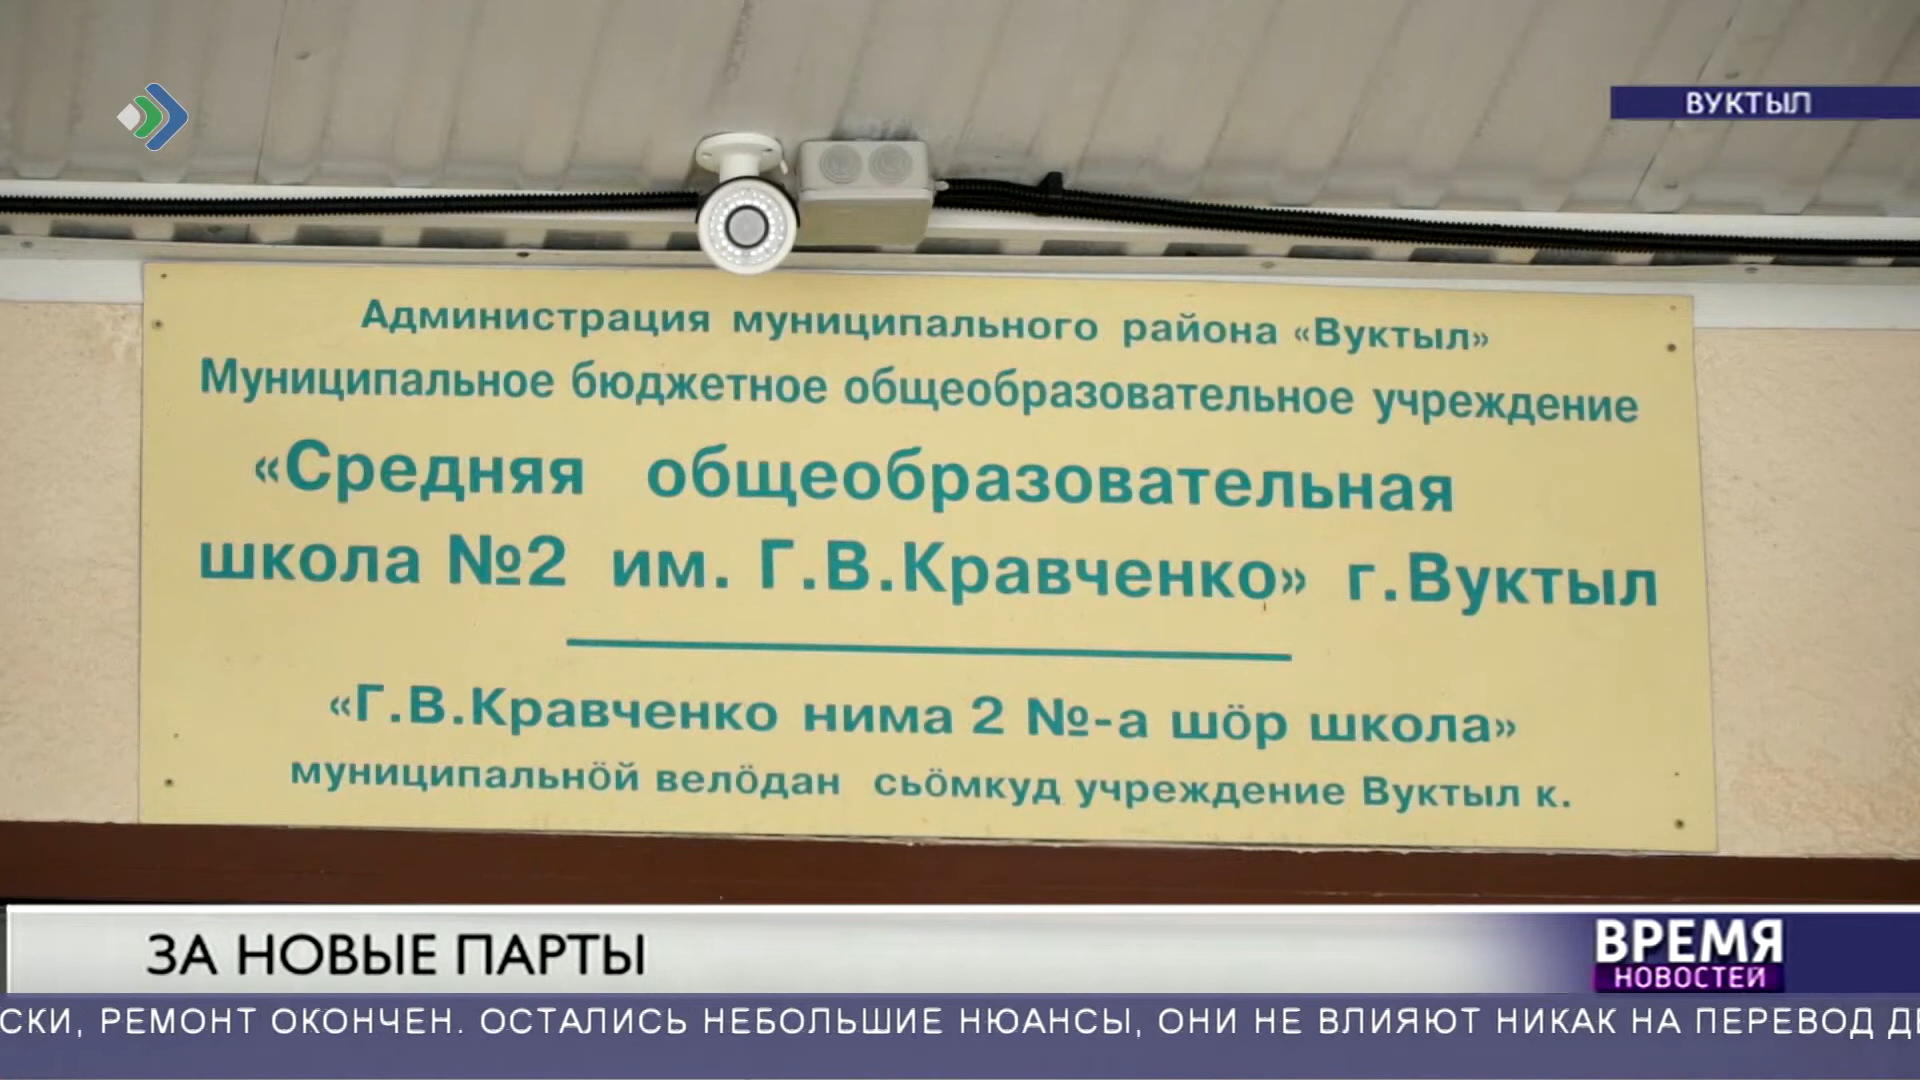 ВУКТЫЛ
Администрация муниципального района «Вуктыл»
Муниципальное бюджетное общеобразовательное учреждение
«Средняя общеобразовательная
школа №2 им. Г.В.Кравченко» г.Вуктыл
«Г.В.Кравченко нима 2 №-а шӧр школа»
муниципальнӧй велӧдан сьӧмкуд учреждение Вуктыл к.
ЗА НОВЫЕ ПАРТЫ
ВРЕМЯ
НОВОСТЕЙ
СКИ, РЕМОНТ ОКОНЧЕН. ОСТАЛИСЬ НЕБОЛЬШИЕ НЮАНСЫ, ОНИ НЕ ВЛИЯЮТ НИКАК НА ПЕРЕВОД ДЕ